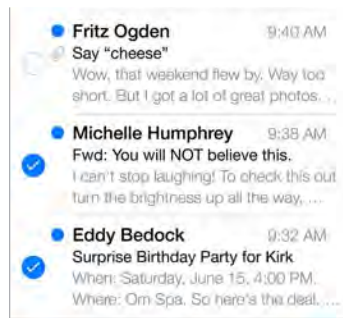 Fritz Ogden 9:40 AM
Say “cheese”
Wow, that weekend flew by. Way too
short. But I got a lot of great photos. ...
Michelle Humphrey 9:38 AM
Fwd: You will NOT believe this.
I can't stop laughing! To check this out
turn the brightness up all the way, ...
Eddy Bedock 9:32 AM
Surprise Birthday Party for Kirk
When: Saturday, June 15, 4:00 PM.
Where: Om Spa. So here's the deal. ...